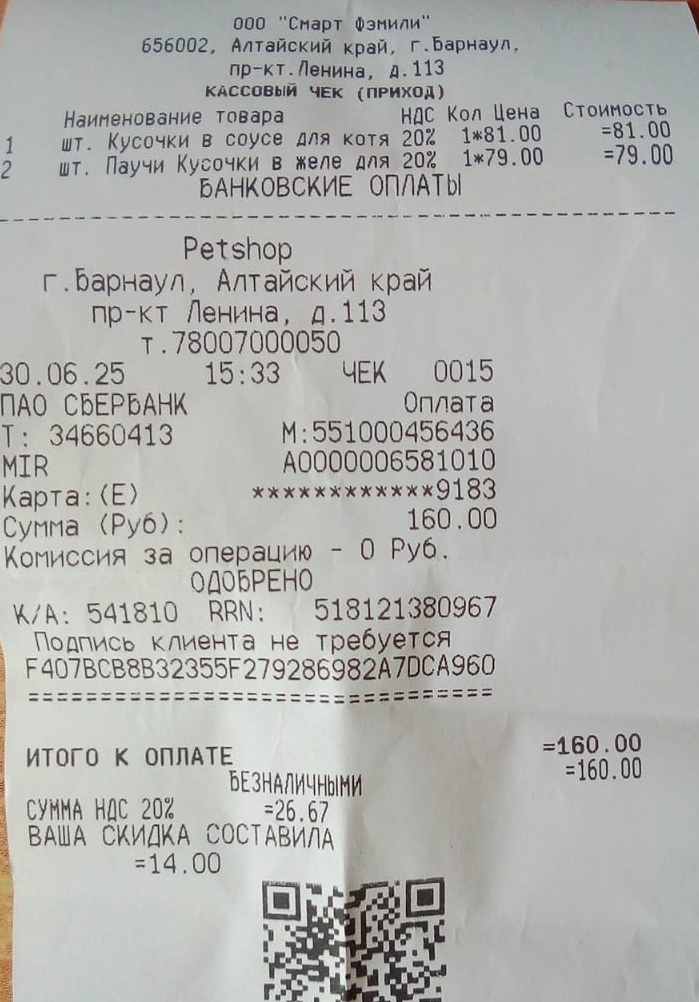 ООО "Смарт Фэмили"
656002, Алтайский край, г.Барнаул,
пр-кт.Ленина, д.113
КАССОВЫЙ ЧЕК (ПРИХОД)
Наименование товара НДС Кол Цена Стоимость
1 шт. Кусочки в соусе для котя 20% 1*81.00 =81.00
2 шт. Паучи Кусочки в желе для 20% 1*79.00 =79.00
БАНКОВСКИЕ ОПЛАТЫ
Petshop
г.Барнаул, Алтайский край
пр-кт Ленина, д.113
т.78007000050
30.06.25 15:33 ЧЕК 0015
ПАО СБЕРБАНК Оплата
Т: 34660413 М:551000456436
MIR A0000006581010
Карта:(E) ************9183
Сумма (Руб): 160.00
Комиссия за операцию - 0 Руб.
ОДОБРЕНО
К/А: 541810 RRN: 518121380967
Подпись клиента не требуется
F407BCB8B32355F279286982A7DCA960
==============================
ИТОГО К ОПЛАТЕ =160.00
БЕЗНАЛИЧНЫМИ =160.00
СУММА НДС 20% =26.67
ВАША СКИДКА СОСТАВИЛА
=14.00